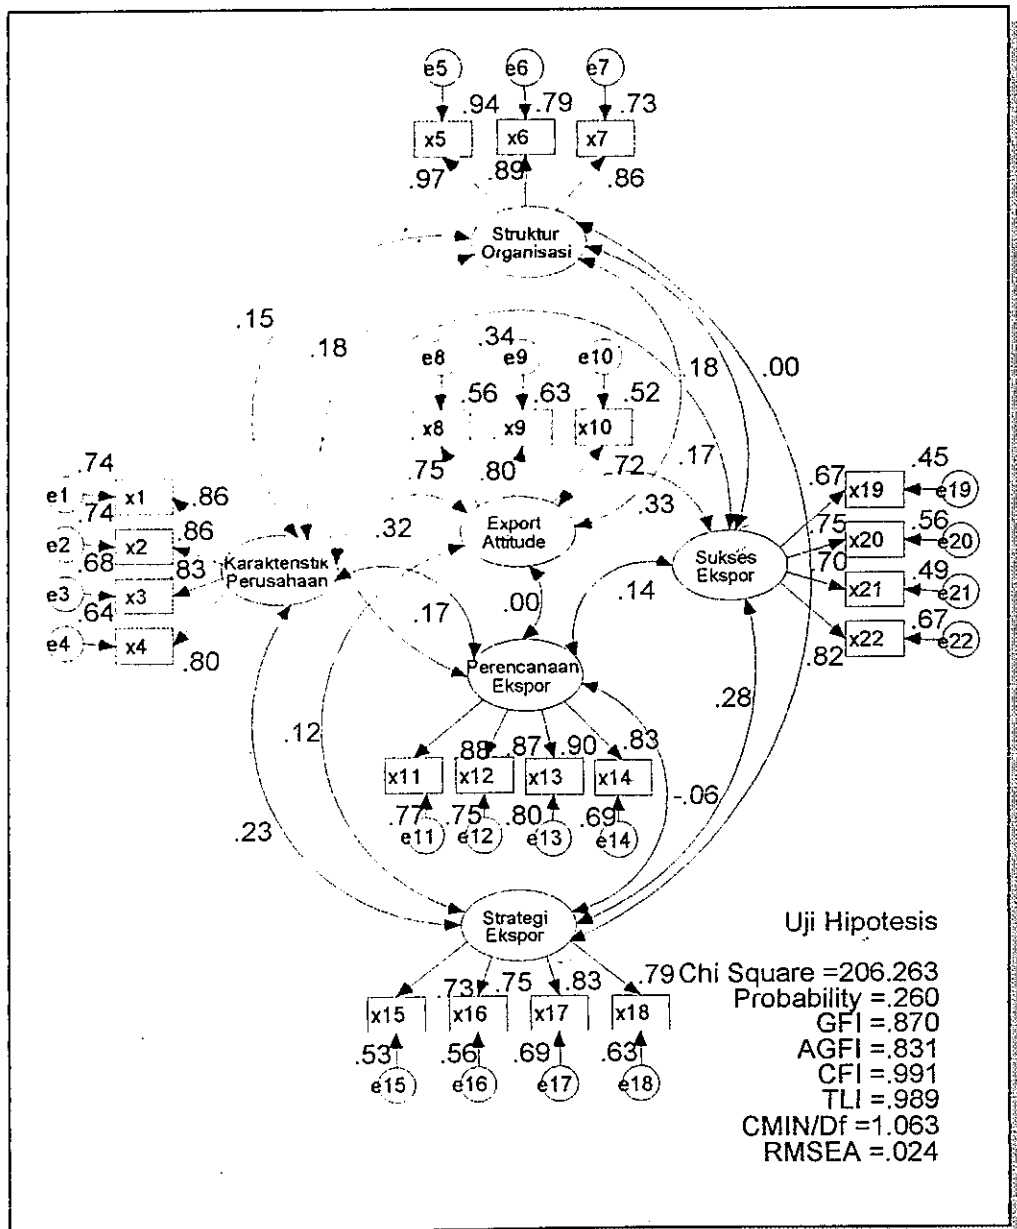 e5 e6 e7
.94 .79 .73
x5 x6 x7
.97 .89 .86
Struktur
Organisasi
.15
.18
.34
e8 e9 e10
.18 .00
.56 .63 .52
x8 x9 x10
.75 .80 .72 .17
.74 .67 .45
e1 x1 .86 x19 e19
.74 .32 Export
Attitude .33 .75 .56
e2 x2 .86 x20 e20
.68 .83 Karakteristik
Perusahaan Sukses
Ekspor .70 .49
e3 x3 x21 e21
.64 .17 .00 .14 .67
e4 x4 .80 .82 x22 e22
Perencanaan
Ekspor
.12 .28
.88 .87 .90 .83
x11 x12 x13 x14
-.06
.77 .75 .80 .69
e11 e12 e13 e14
.23
Strategi
Ekspor
Uji Hipotesis
.73 .75 .83 .79
x15 x16 x17 x18
.53 .56 .69 .63
e15 e16 e17 e18
Chi Square =206.263
Probability =.260
GFI =.870
AGFI =.831
CFI =.991
TLI =.989
CMIN/Df =1.063
RMSEA =.024